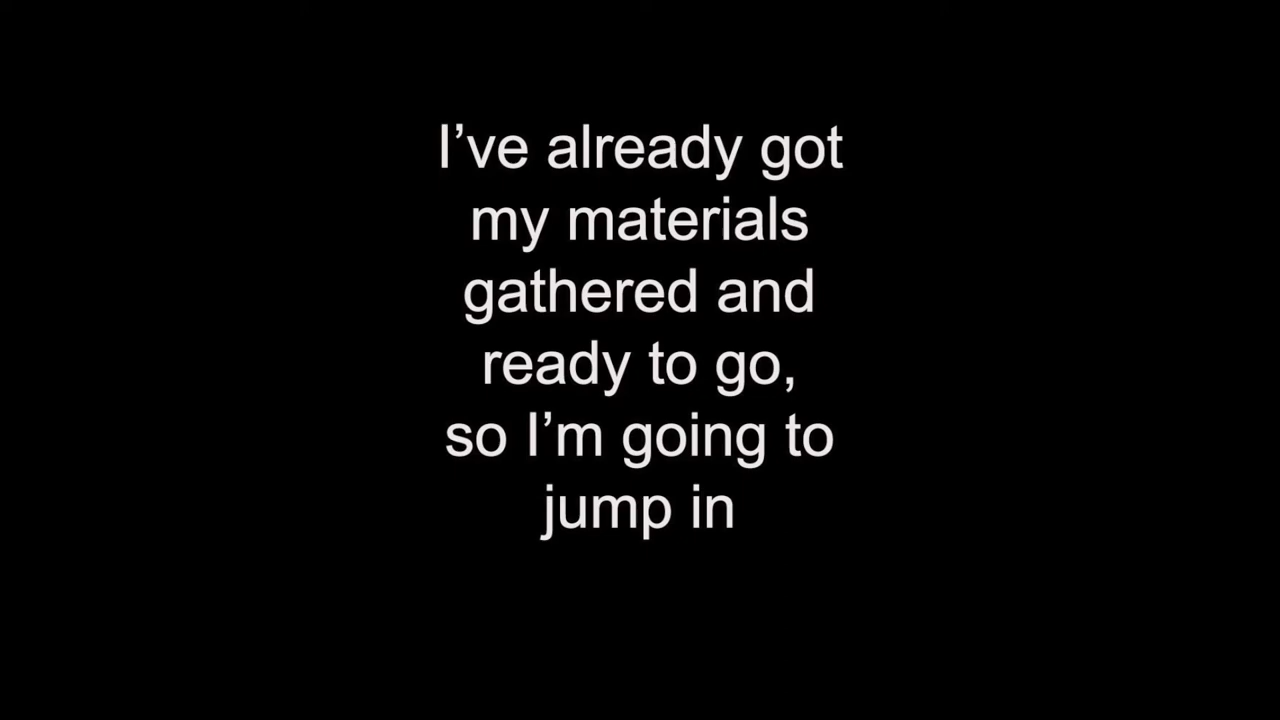 I’ve already got
my materials
gathered and
ready to go,
so I’m going to
jump in